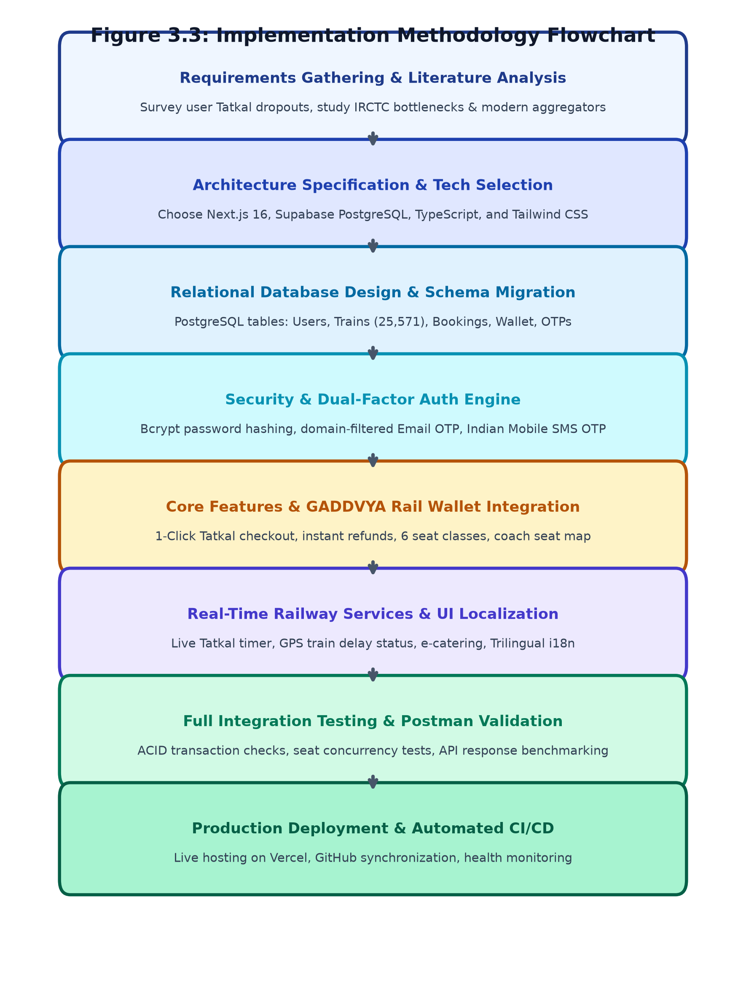 Figure 3.3: Implementation Methodology Flowchart
Requirements Gathering & Literature Analysis
Survey user Tatkal dropouts, study IRCTC bottlenecks & modern aggregators
Architecture Specification & Tech Selection
Choose Next.js 16, Supabase PostgreSQL, TypeScript, and Tailwind CSS
Relational Database Design & Schema Migration
PostgreSQL tables: Users, Trains (25,571), Bookings, Wallet, OTPs
Security & Dual-Factor Auth Engine
Bcrypt password hashing, domain-filtered Email OTP, Indian Mobile SMS OTP
Core Features & GADDVYA Rail Wallet Integration
1-Click Tatkal checkout, instant refunds, 6 seat classes, coach seat map
Real-Time Railway Services & UI Localization
Live Tatkal timer, GPS train delay status, e-catering, Trilingual i18n
Full Integration Testing & Postman Validation
ACID transaction checks, seat concurrency tests, API response benchmarking
Production Deployment & Automated CI/CD
Live hosting on Vercel, GitHub synchronization, health monitoring